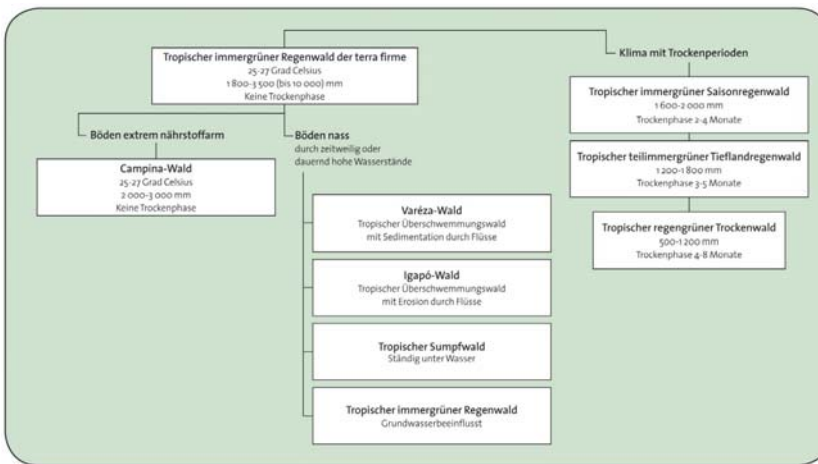 Tropischer immergrüner Regenwald der terra firme
25-27 Grad Celsius
1 800-3 500 (bis 10 000) mm
Keine Trockenphase
Böden extrem nährstoffarm
Campina-Wald
25-27 Grad Celsius
2 000-3 000 mm
Keine Trockenphase
Böden nass
durch zeitweilig oder
dauernd hohe Wasserstände
Varéza-Wald
Tropischer Überschwemmungswald
mit Sedimentation durch Flüsse
Igapó-Wald
Tropischer Überschwemmungswald
mit Erosion durch Flüsse
Tropischer Sumpfwald
Ständig unter Wasser
Tropischer immergrüner Regenwald
Grundwasserbeeinflusst
Klima mit Trockenperioden
Tropischer immergrüner Saisonregenwald
1 600-2 000 mm
Trockenphase 2-4 Monate
Tropischer teilimmergrüner Tieflandregenwald
1 200-1 800 mm
Trockenphase 3-5 Monate
Tropischer regengrüner Trockenwald
500-1 200 mm
Trockenphase 4-8 Monate